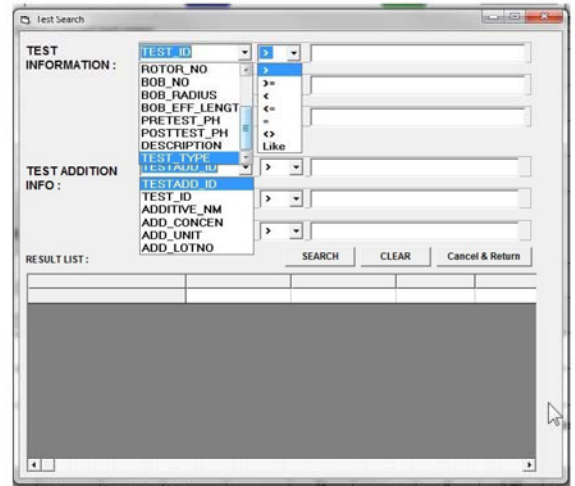 Test Search
TEST
INFORMATION :
TEST_ID
>
ROTOR_NO
BOB_NO
BOB_RADIUS
BOB_EFF_LENGT
PRETEST_PH
POSTTEST_PH
DESCRIPTION
TEST_TYPE
>
>=
<
<=
=
<>
Like
TEST ADDITION
INFO :
TESTADD_ID
>
TESTADD_ID
TEST_ID
ADDITIVE_NM
ADD_CONCEN
ADD_UNIT
ADD_LOTNO
>
>
RESULT LIST :
SEARCH
CLEAR
Cancel & Return